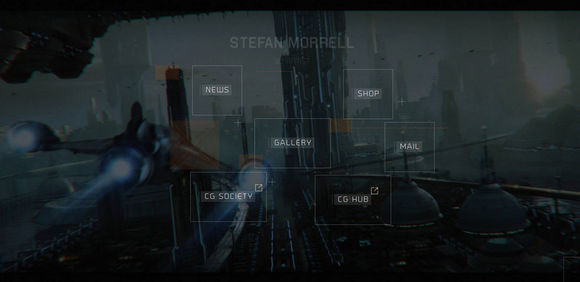 STEFAN MORRELL
NEWS
SHOP
GALLERY
MAIL
CG SOCIETY
CG HUB